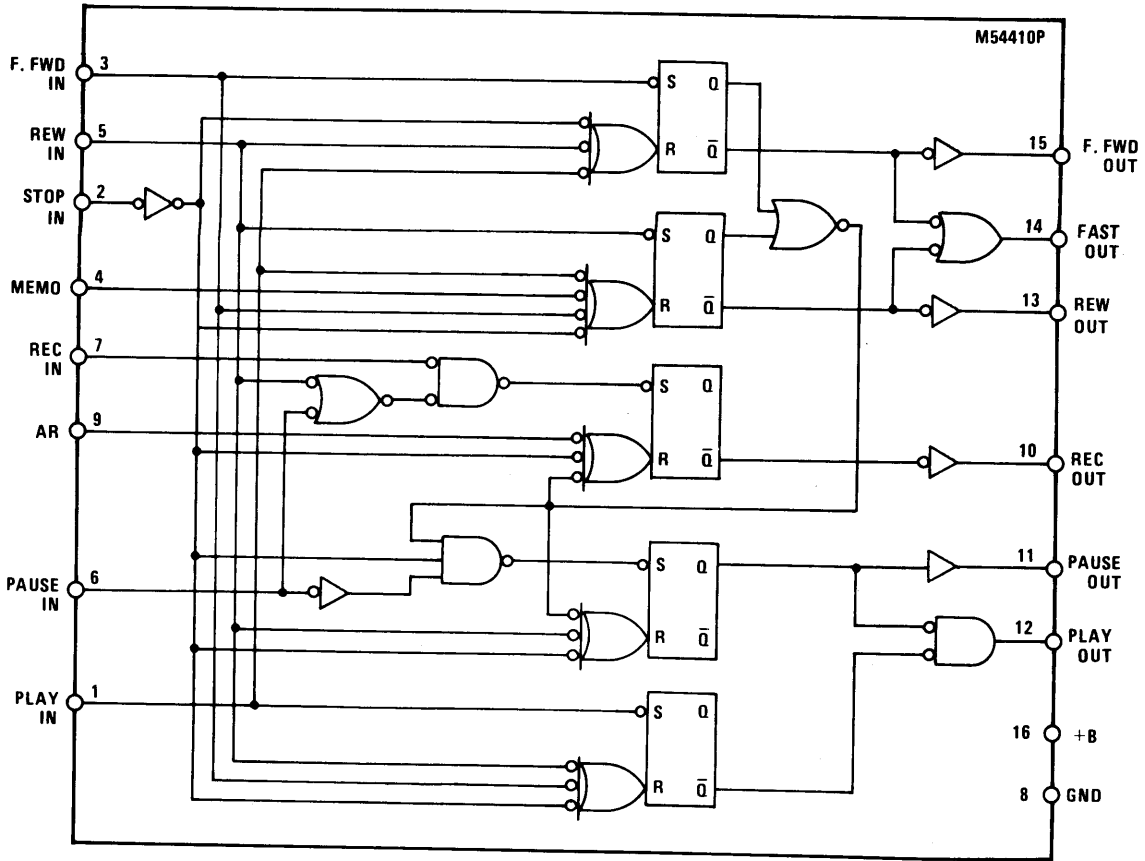 M54410P
F. FWD IN 3
REW IN 5
STOP IN 2
MEMO 4
REC IN 7
AR 9
PAUSE IN 6
PLAY IN 1
S Q
R Q̅
S Q
R Q̅
S Q
R Q̅
S Q
R
S Q
R Q̅
15 F. FWD OUT
14 FAST OUT
13 REW OUT
10 REC OUT
11 PAUSE OUT
12 PLAY OUT
16 +B
8 GND